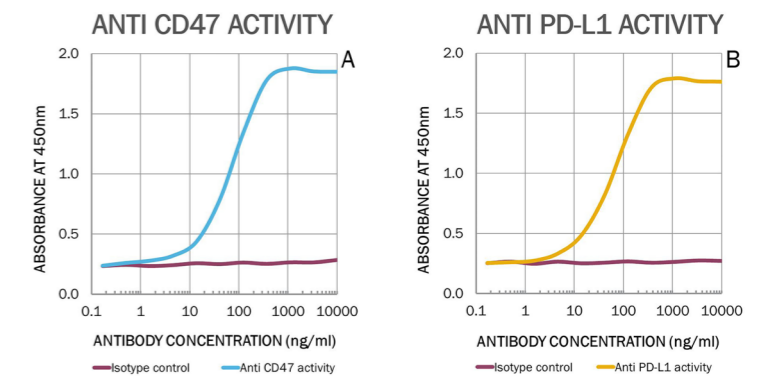 ANTI CD47 ACTIVITY
A
2.0
1.5
1.0
0.5
0.0
ABSORBANCE AT 450nm
0.1 1 10 100 1000 10000
ANTIBODY CONCENTRATION (ng/ml)
Isotype control Anti CD47 activity
ANTI PD-L1 ACTIVITY
B
2.0
1.5
1.0
0.5
0.0
ABSORBANCE AT 450nm
0.1 1 10 100 1000 10000
ANTIBODY CONCENTRATION (ng/ml)
Isotype control Anti PD-L1 activity